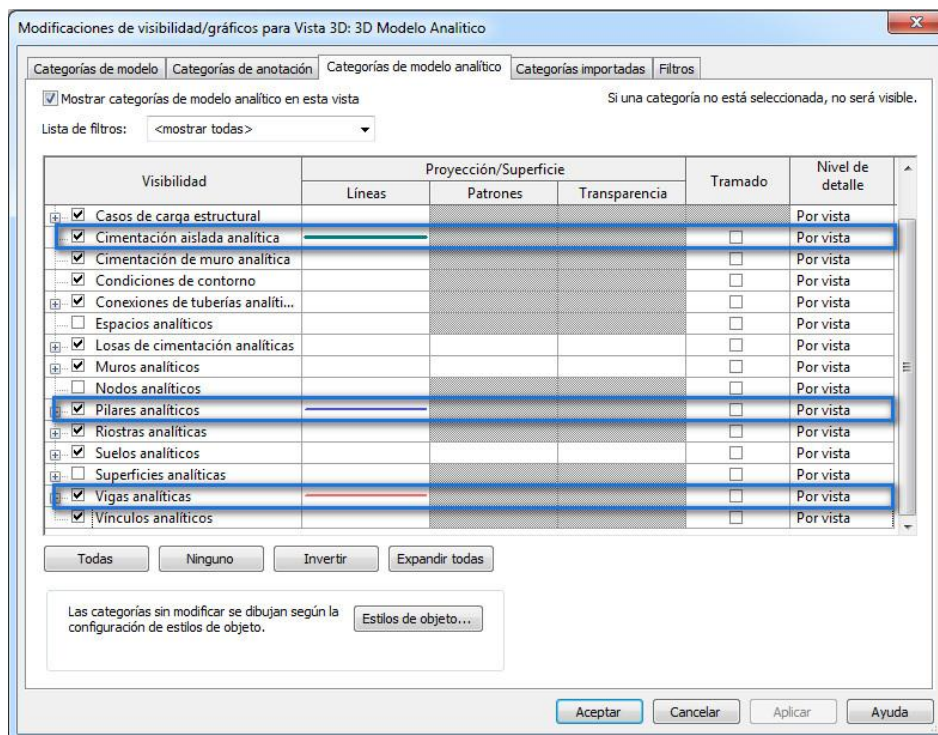 Modificaciones de visibilidad/gráficos para Vista 3D: 3D Modelo Analitico
Categorías de modelo Categorías de anotación Categorías de modelo analítico Categorías importadas Filtros
Mostrar categorías de modelo analítico en esta vista Si una categoría no está seleccionada, no será visible.
Lista de filtros: <mostrar todas>
Visibilidad Proyección/Superficie Tramado Nivel de detalle
Líneas Patrones Transparencia
Casos de carga estructural Por vista
Cimentación aislada analítica Por vista
Cimentación de muro analítica Por vista
Condiciones de contorno Por vista
Conexiones de tuberías analíti... Por vista
Espacios analíticos Por vista
Losas de cimentación analíticas Por vista
Muros analíticos Por vista
Nodos analíticos Por vista
Pilares analíticos Por vista
Riostras analíticas Por vista
Suelos analíticos Por vista
Superficies analíticas Por vista
Vigas analíticas Por vista
Vínculos analíticos Por vista
Todas Ninguno Invertir Expandir todas
Las categorías sin modificar se dibujan según la
configuración de estilos de objeto. Estilos de objeto...
Aceptar Cancelar Aplicar Ayuda